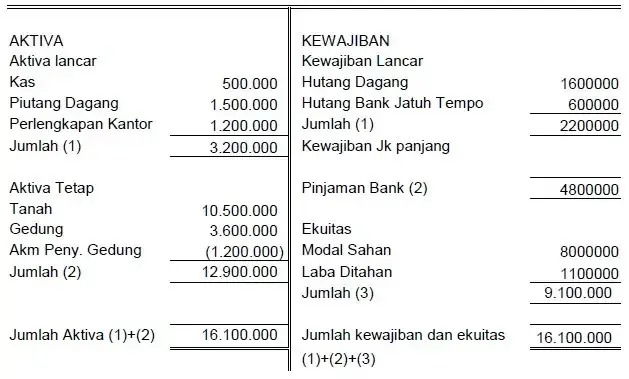 AKTIVA
Aktiva lancar
Kas 500.000
Piutang Dagang 1.500.000
Perlengkapan Kantor 1.200.000
Jumlah (1) 3.200.000
Aktiva Tetap
Tanah 10.500.000
Gedung 3.600.000
Akm Peny. Gedung (1.200.000)
Jumlah (2) 12.900.000
Jumlah Aktiva (1)+(2) 16.100.000
KEWAJIBAN
Kewajiban Lancar
Hutang Dagang 1600000
Hutang Bank Jatuh Tempo 600000
Jumlah (1) 2200000
Kewajiban Jk panjang
Pinjaman Bank (2) 4800000
Ekuitas
Modal Sahan 8000000
Laba Ditahan 1100000
Jumlah (3) 9.100.000
Jumlah kewajiban dan ekuitas 16.100.000
(1)+(2)+(3)